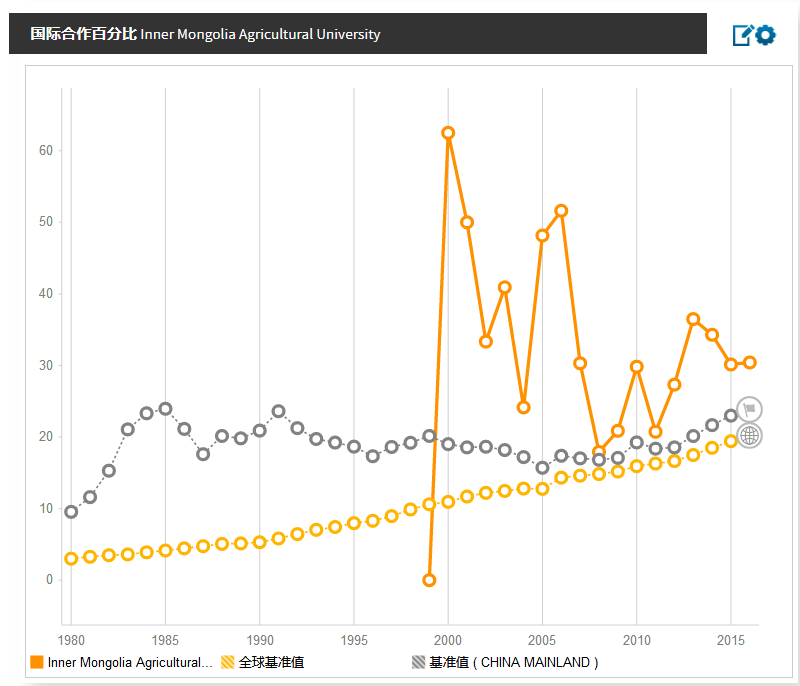 国际合作百分比 Inner Mongolia Agricultural University
60
50
40
30
20
10
0
1980 1985 1990 1995 2000 2005 2010 2015
Inner Mongolia Agricultural... 全球基准值 基准值 ( CHINA MAINLAND )